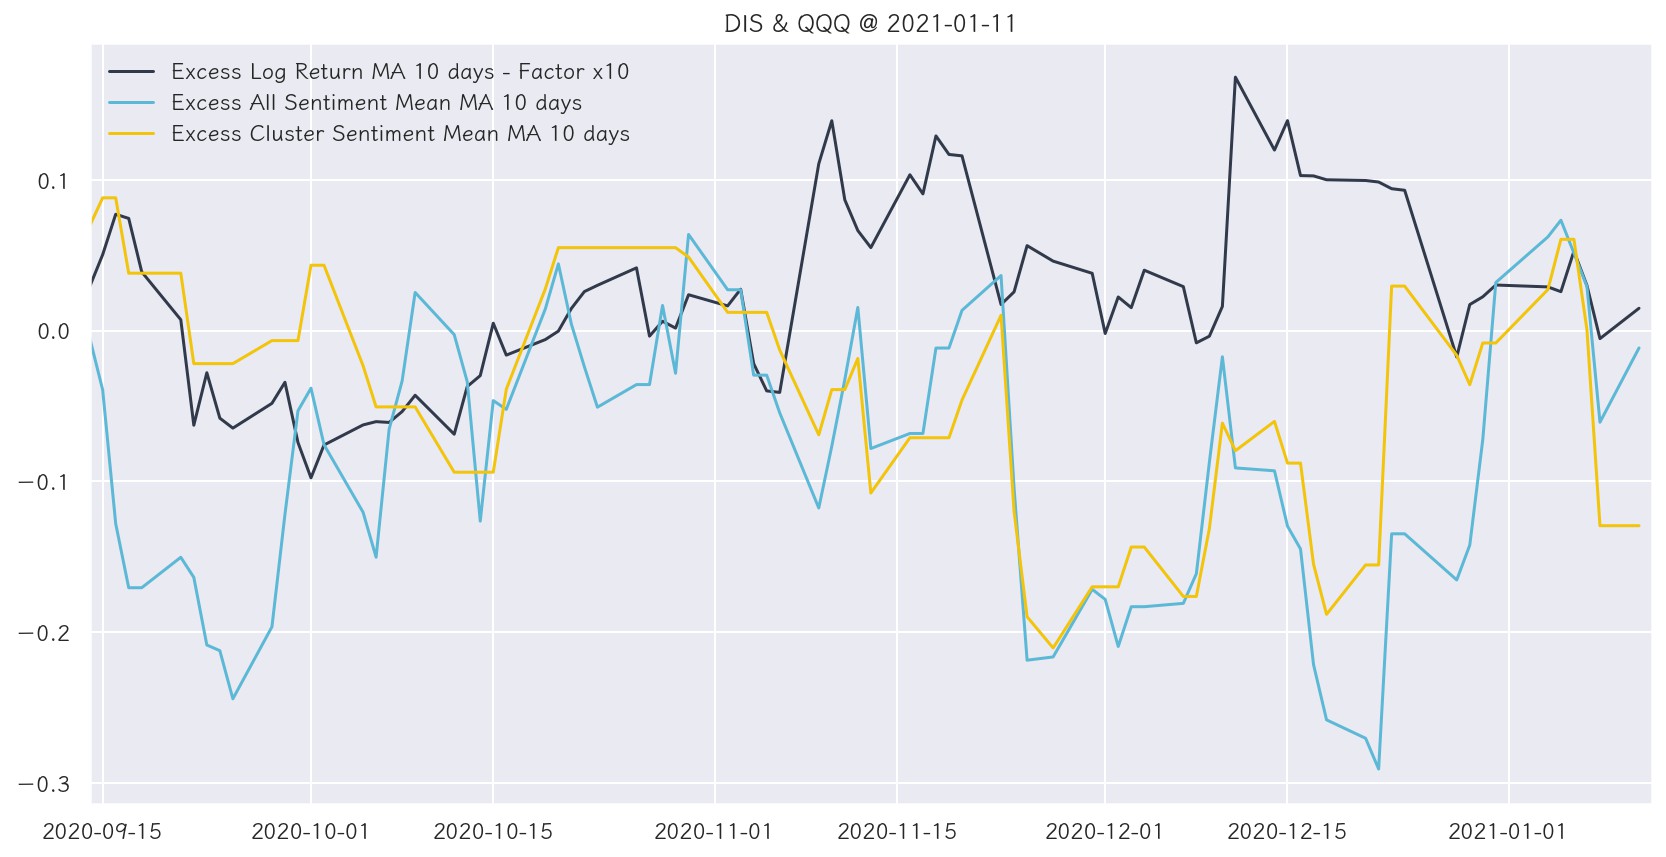 DIS & QQQ @ 2021-01-11
Excess Log Return MA 10 days - Factor x10
Excess All Sentiment Mean MA 10 days
Excess Cluster Sentiment Mean MA 10 days
0.1
0.0
−0.1
−0.2
−0.3
2020-09-15 2020-10-01 2020-10-15 2020-11-01 2020-11-15 2020-12-01 2020-12-15 2021-01-01